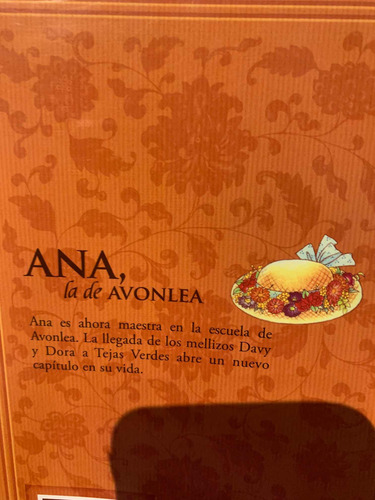 ANA,
la de AVONLEA
Ana es ahora maestra en la escuela de
Avonlea. La llegada de los mellizos Davy
y Dora a Tejas Verdes abre un nuevo
capítulo en su vida.